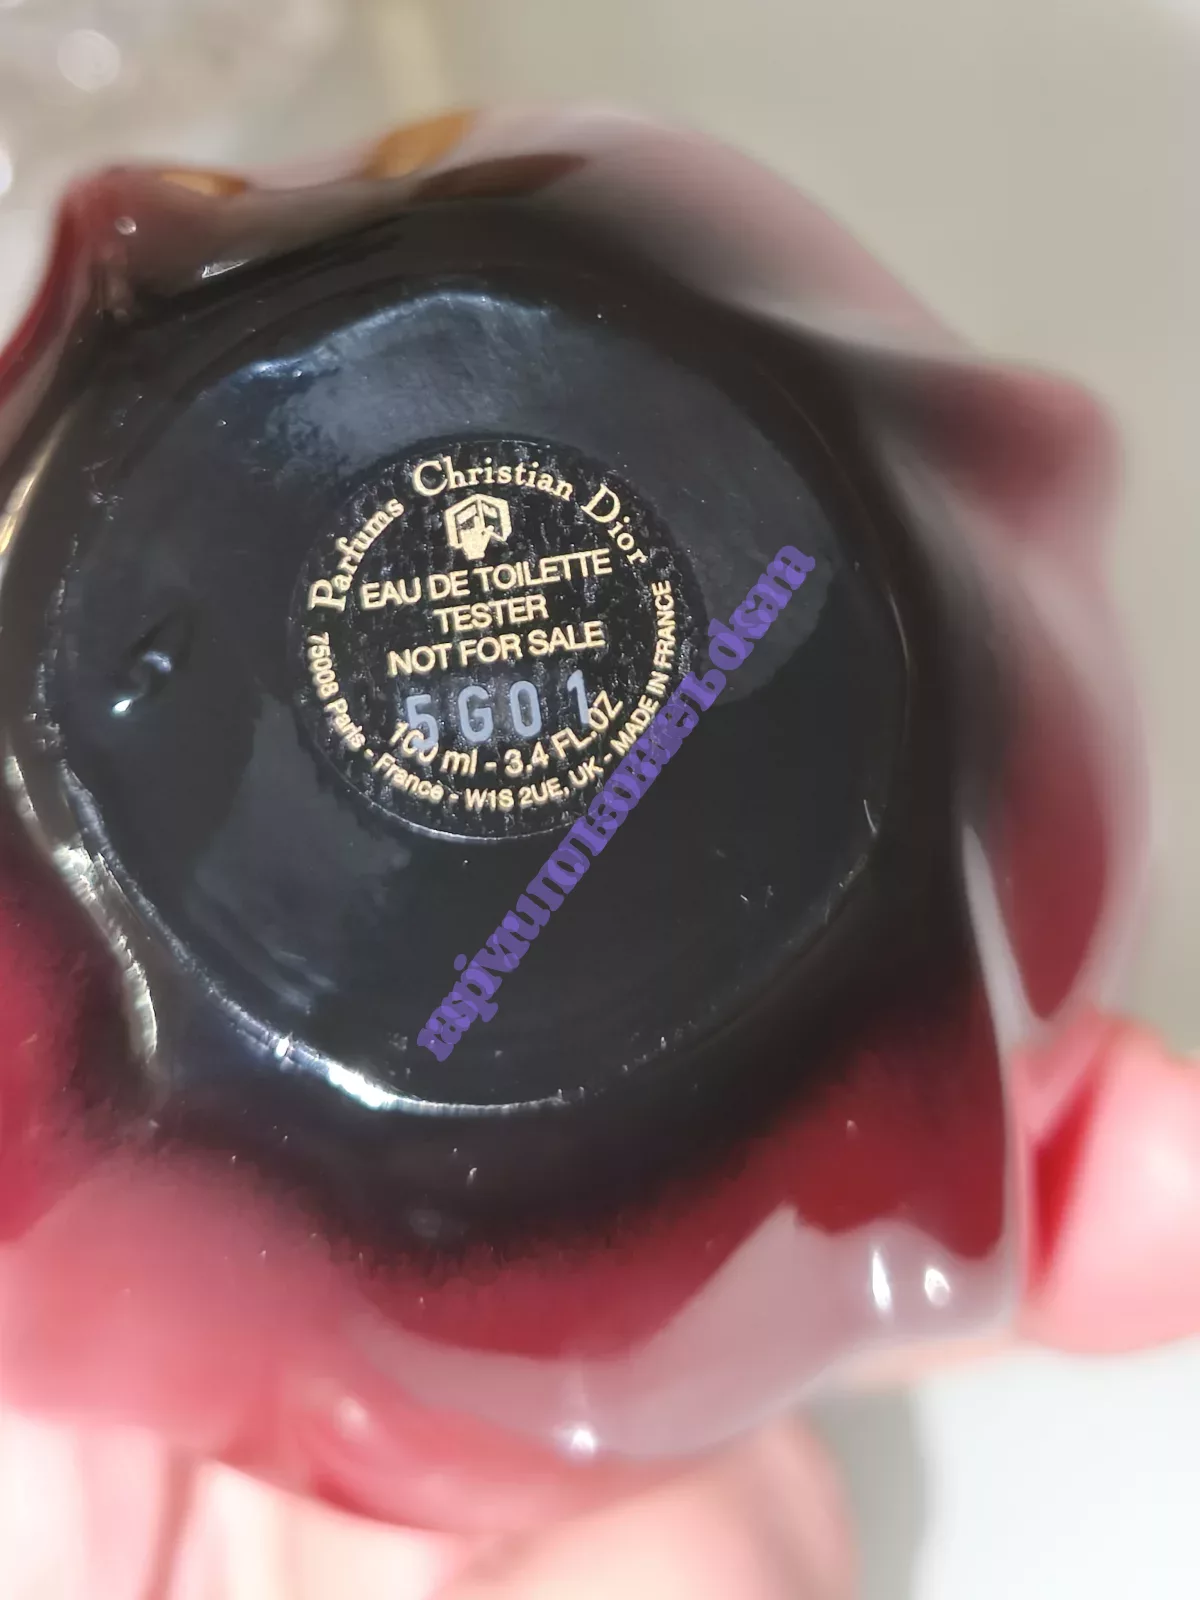 Parfums Christian Dior
EAU DE TOILETTE
TESTER
NOT FOR SALE
5G01
100 ml - 3.4 FL.OZ
75008 Paris - France - W1S 2UE, UK - MADE IN FRANCE